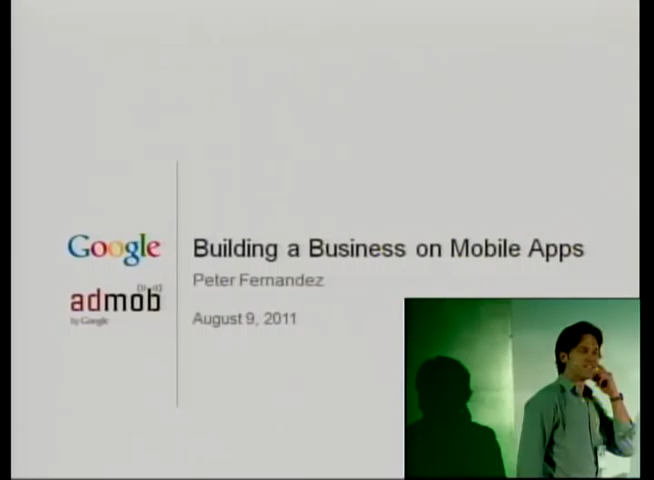 Google
admob
by Google
Building a Business on Mobile Apps
Peter Fernandez
August 9, 2011